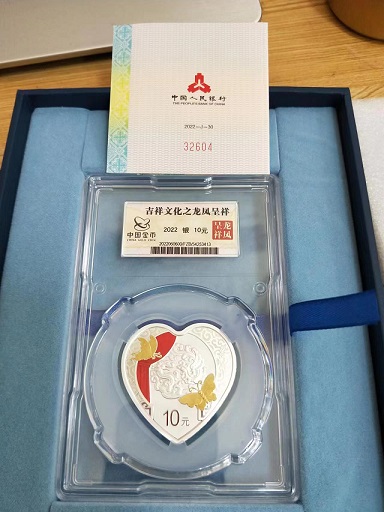 中国人民银行
THE PEOPLE'S BANK OF CHINA
2022-J-30
32604
吉祥文化之龙凤呈祥
中国金币
CHINA GOLD COIN
2022 银 10元
呈龙
祥凤
10元